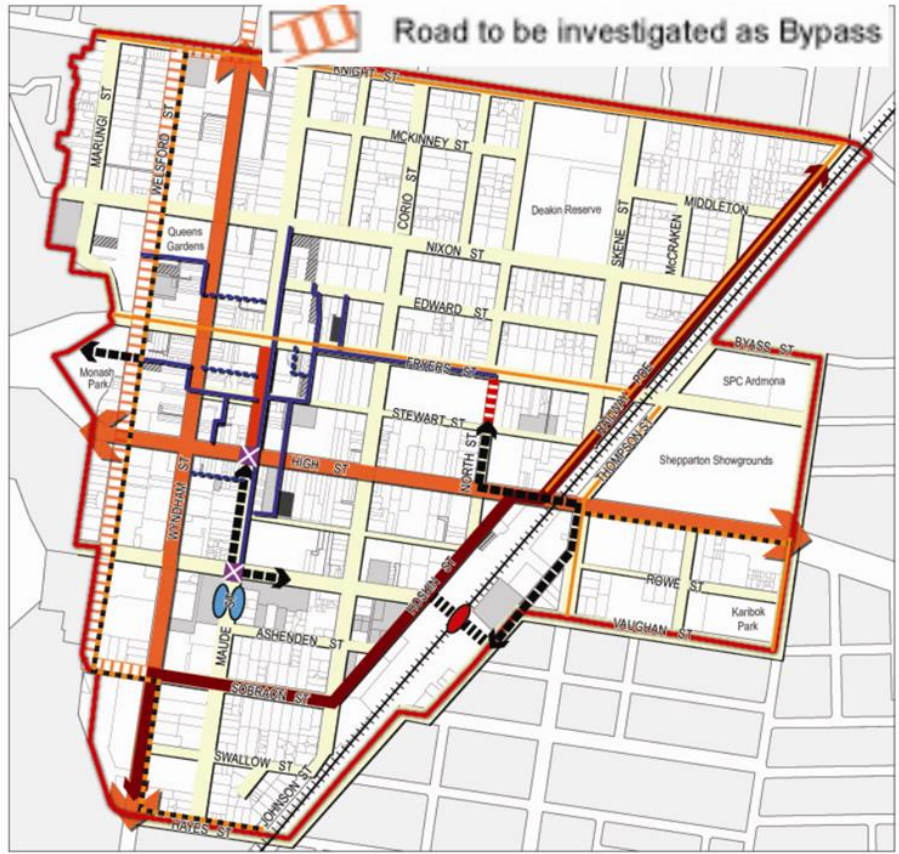 Road to be investigated as Bypass
KNIGHT ST
MARUNGI ST
WELSFORD ST
MCKINNEY ST
CORIO ST
Deakin Reserve
SKENE ST
MIDDLETON
McCRAKEN
Queens
Gardens
NIXON ST
EDWARD ST
BYASS ST
FRYERS ST
Monash
Park
SPC Ardmona
RAILWAY PDE
STEWART ST
THOMPSON ST
Shepparton Showgrounds
NORTH ST
HIGH ST
WYNDHAM ST
HOSKIN ST
ROWE ST
Karibok
Park
VAUGHAN ST
MAUDE ST
ASHENDEN ST
SOBRAON ST
SWALLOW ST
JOHNSON ST
HAYES ST